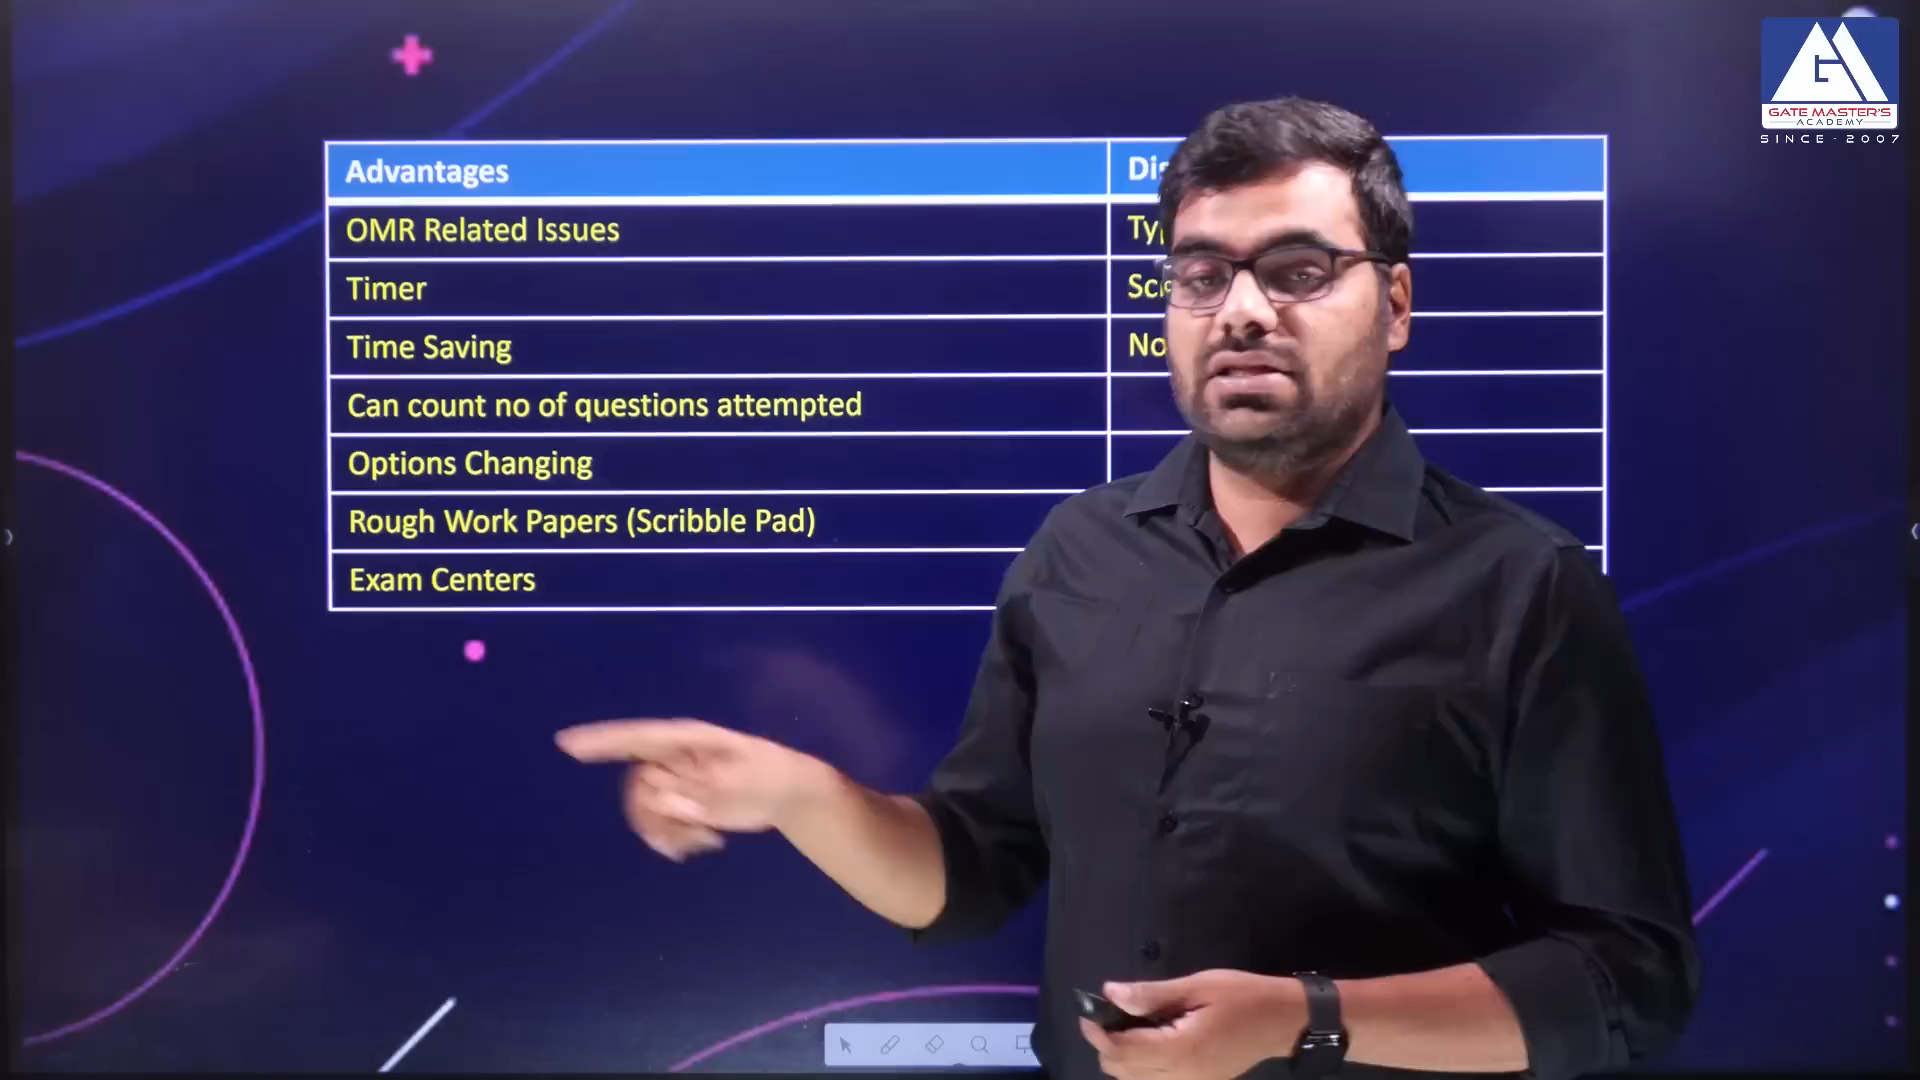 GATE MASTER'S
ACADEMY
SINCE-2007
Advantages
OMR Related Issues
Timer
Time Saving
No
Can count no of questions attempted
Options Changing
Rough Work Papers (Scribble Pad)
Exam Centers